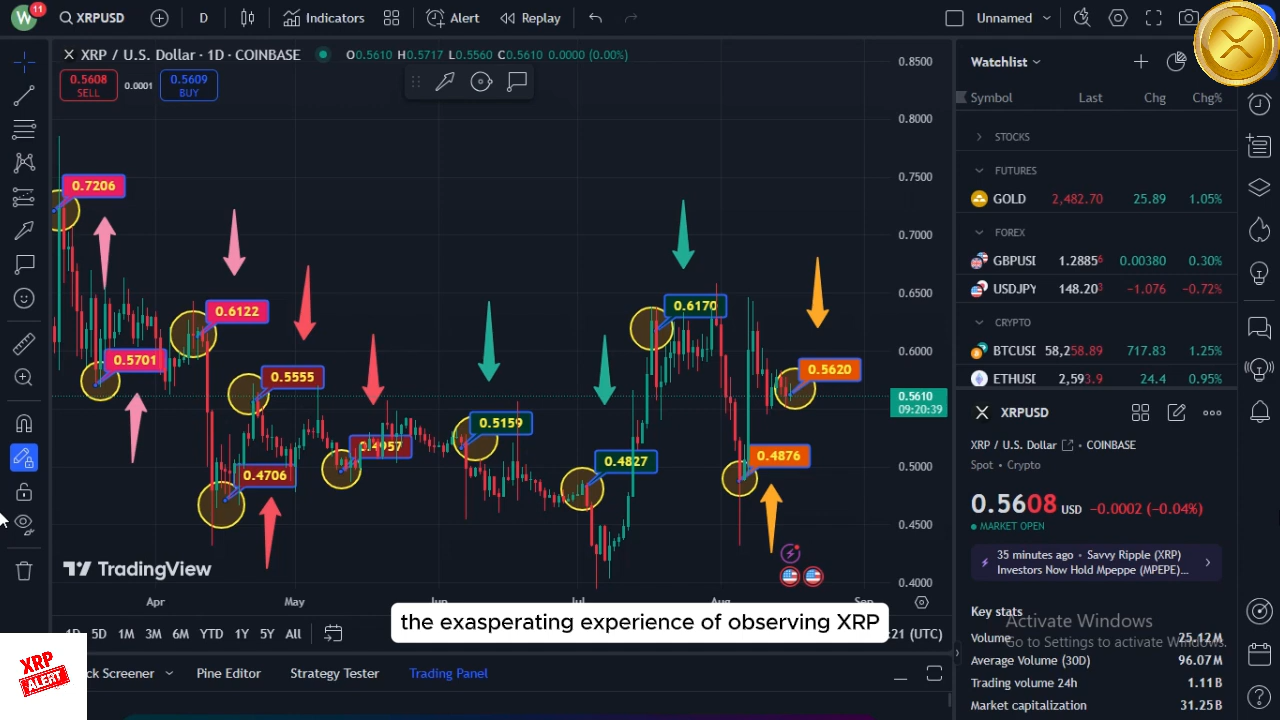 W
11
XRPUSD
D
Indicators
Alert
Replay
Unnamed
XRP / U.S. Dollar · 1D · COINBASE
O0.5610 H0.5717 L0.5560 C0.5610 0.0000 (0.00%)
0.5608
SELL
0.0001
0.5609
BUY
0.8500
0.8000
0.7500
0.7000
0.6500
0.6000
0.5610
09:20:39
0.5000
0.4500
0.4000
0.7206
0.5701
0.6122
0.5555
0.4706
0.4957
0.5159
0.4827
0.6170
0.4876
0.5620
TradingView
Apr
May
Jun
Jul
Aug
Sep
1D 5D 1M 3M 6M YTD 1Y 5Y All
:21 (UTC)
the exasperating experience of observing XRP
ck Screener
Pine Editor
Strategy Tester
Trading Panel
XRP
ALERT
Watchlist
Symbol Last Chg Chg%
STOCKS
FUTURES
GOLD 2,482.70 25.89 1.05%
FOREX
GBPUSI 1.2885⁶ 0.00380 0.30%
USDJPY 148.20³ -1.076 -0.72%
CRYPTO
BTCUSI 58,258.89 717.83 1.25%
ETHUSI 2,593.9 24.4 0.95%
XRPUSD
XRP / U.S. Dollar COINBASE
Spot • Crypto
0.5608 USD −0.0002 (−0.04%)
MARKET OPEN
35 minutes ago · Savvy Ripple (XRP)
Investors Now Hold Mpeppe (MPEPE)...
Key stats
Activate Windows
Go to Settings to activate Windows.
Volume 25.12M
Average Volume (30D) 96.07M
Trading volume 24h 1.11B
Market capitalization 31.25B